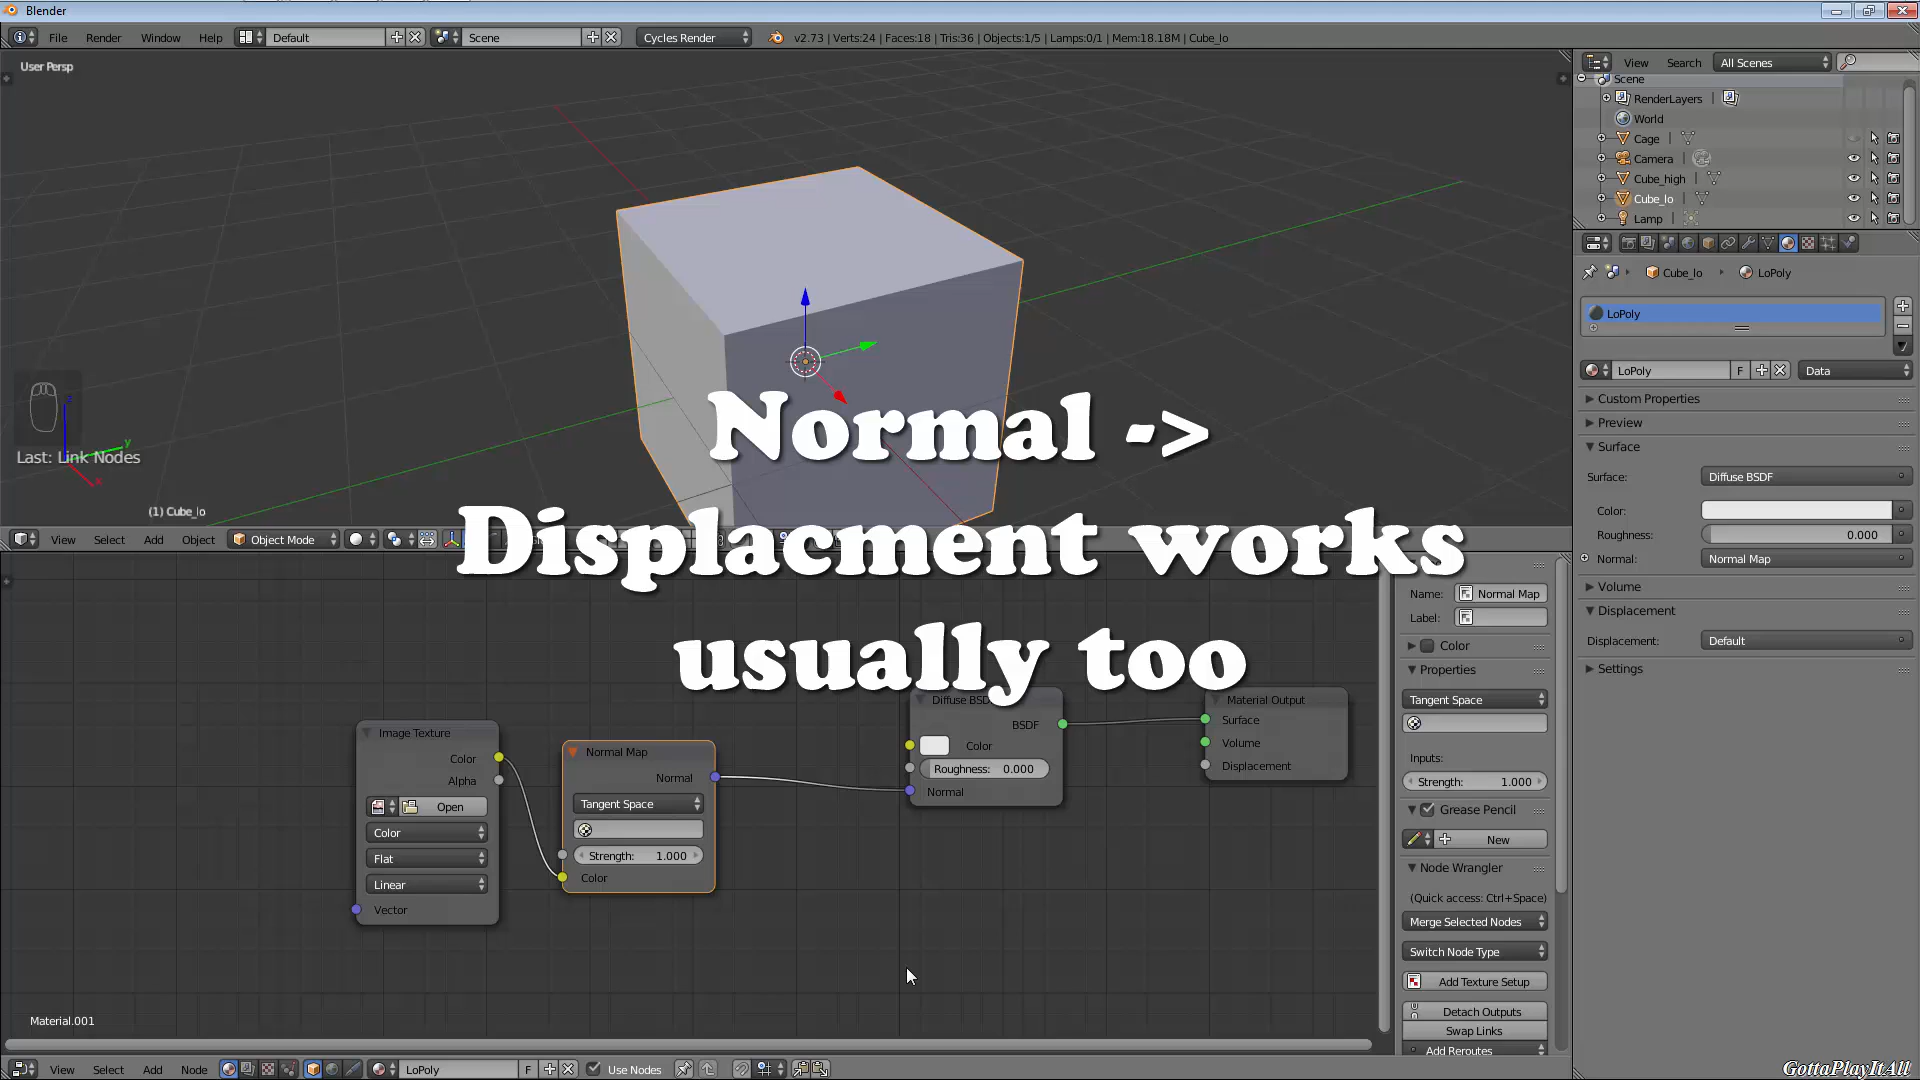 Blender
File Render Window Help Default Scene Cycles Render v2.73 | Verts:24 | Faces:18 | Tris:36 | Objects:1/5 | Lamps:0/1 | Mem:18.18M | Cube_lo
User Persp
View Search All Scenes
Scene
RenderLayers
World
Cage
Camera
Cube_high
Cube_lo
Lamp
Cube_lo LoPoly
LoPoly
LoPoly F Data
Custom Properties
Preview
Surface
Surface: Diffuse BSDF
Color:
Roughness: 0.000
Normal: Normal Map
Volume
Displacement
Displacement: Default
Settings
z
y
x
Last: Link Nodes
(1) Cube_lo
View Select Add Object Object Mode
Normal ->
Displacment works
usually too
Image Texture
Color
Alpha
Open
Color
Flat
Linear
Vector
Normal Map
Normal
Tangent Space
Strength: 1.000
Color
Diffuse BSD
BSDF
Color
Roughness: 0.000
Normal
Material Output
Surface
Volume
Displacement
Name: Normal Map
Label:
Color
Properties
Tangent Space
Inputs:
Strength: 1.000
Grease Pencil
New
Node Wrangler
(Quick access: Ctrl+Space)
Merge Selected Nodes
Switch Node Type
Add Texture Setup
Detach Outputs
Swap Links
Add Reroutes
Material.001
View Select Add Node LoPoly F Use Nodes
GottaPlayItAll